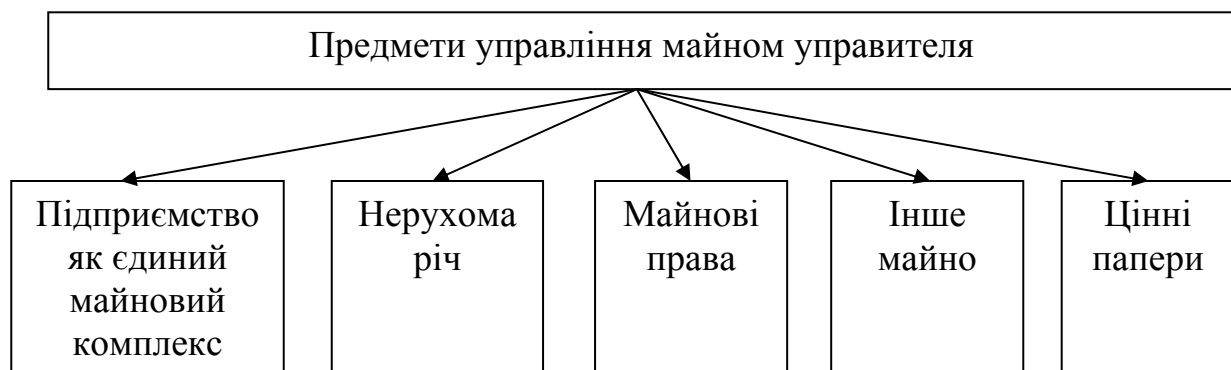 Предмети управління майном управителя
Підприємство
як єдиний
майновий
комплекс
Нерухома
річ
Майнові
права
Інше
майно
Цінні
папери